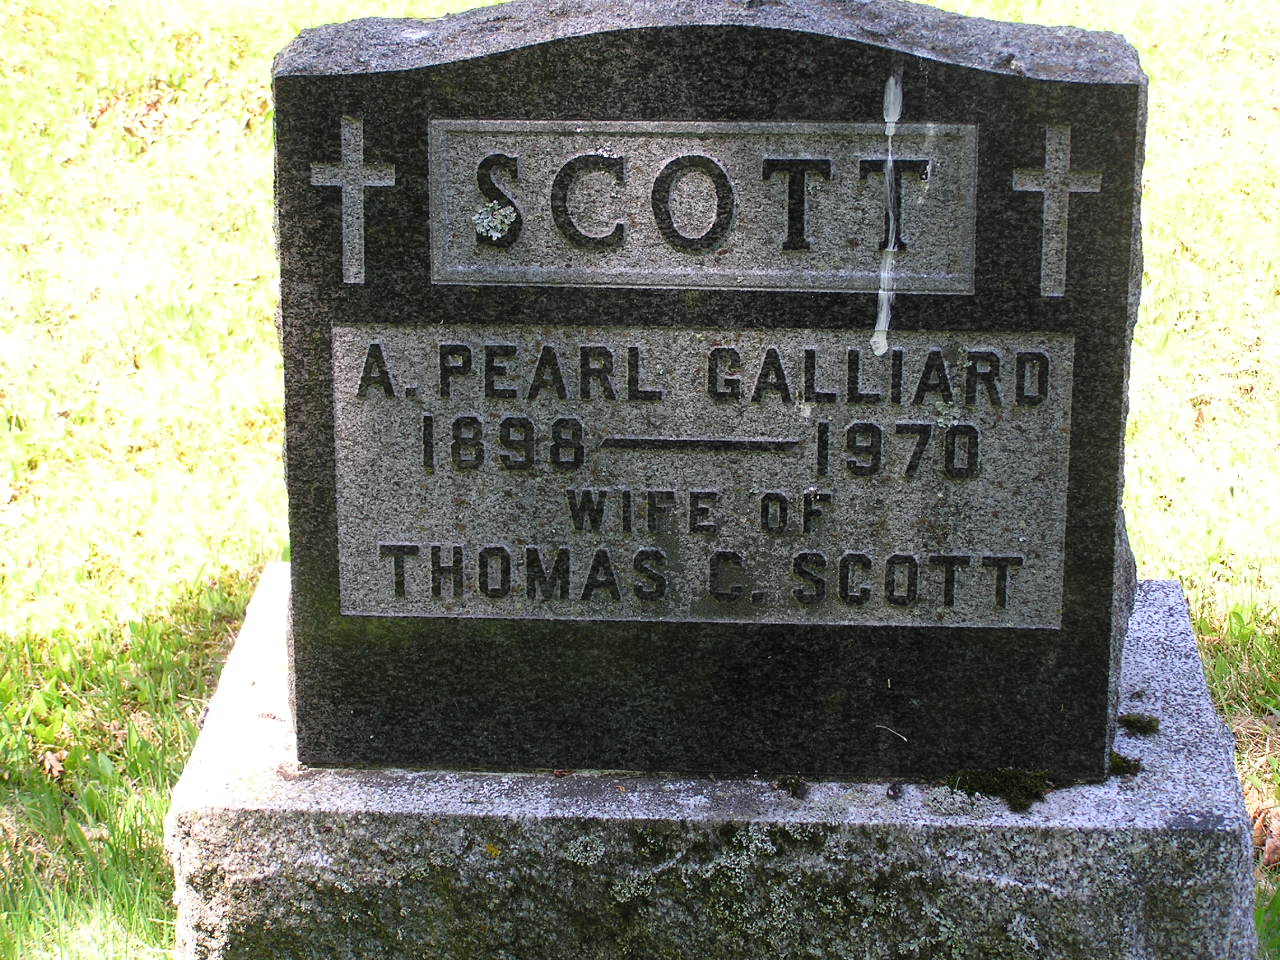 SCOTT
A. PEARL GALLIARD
1898 — 1970
WIFE OF
THOMAS C. SCOTT